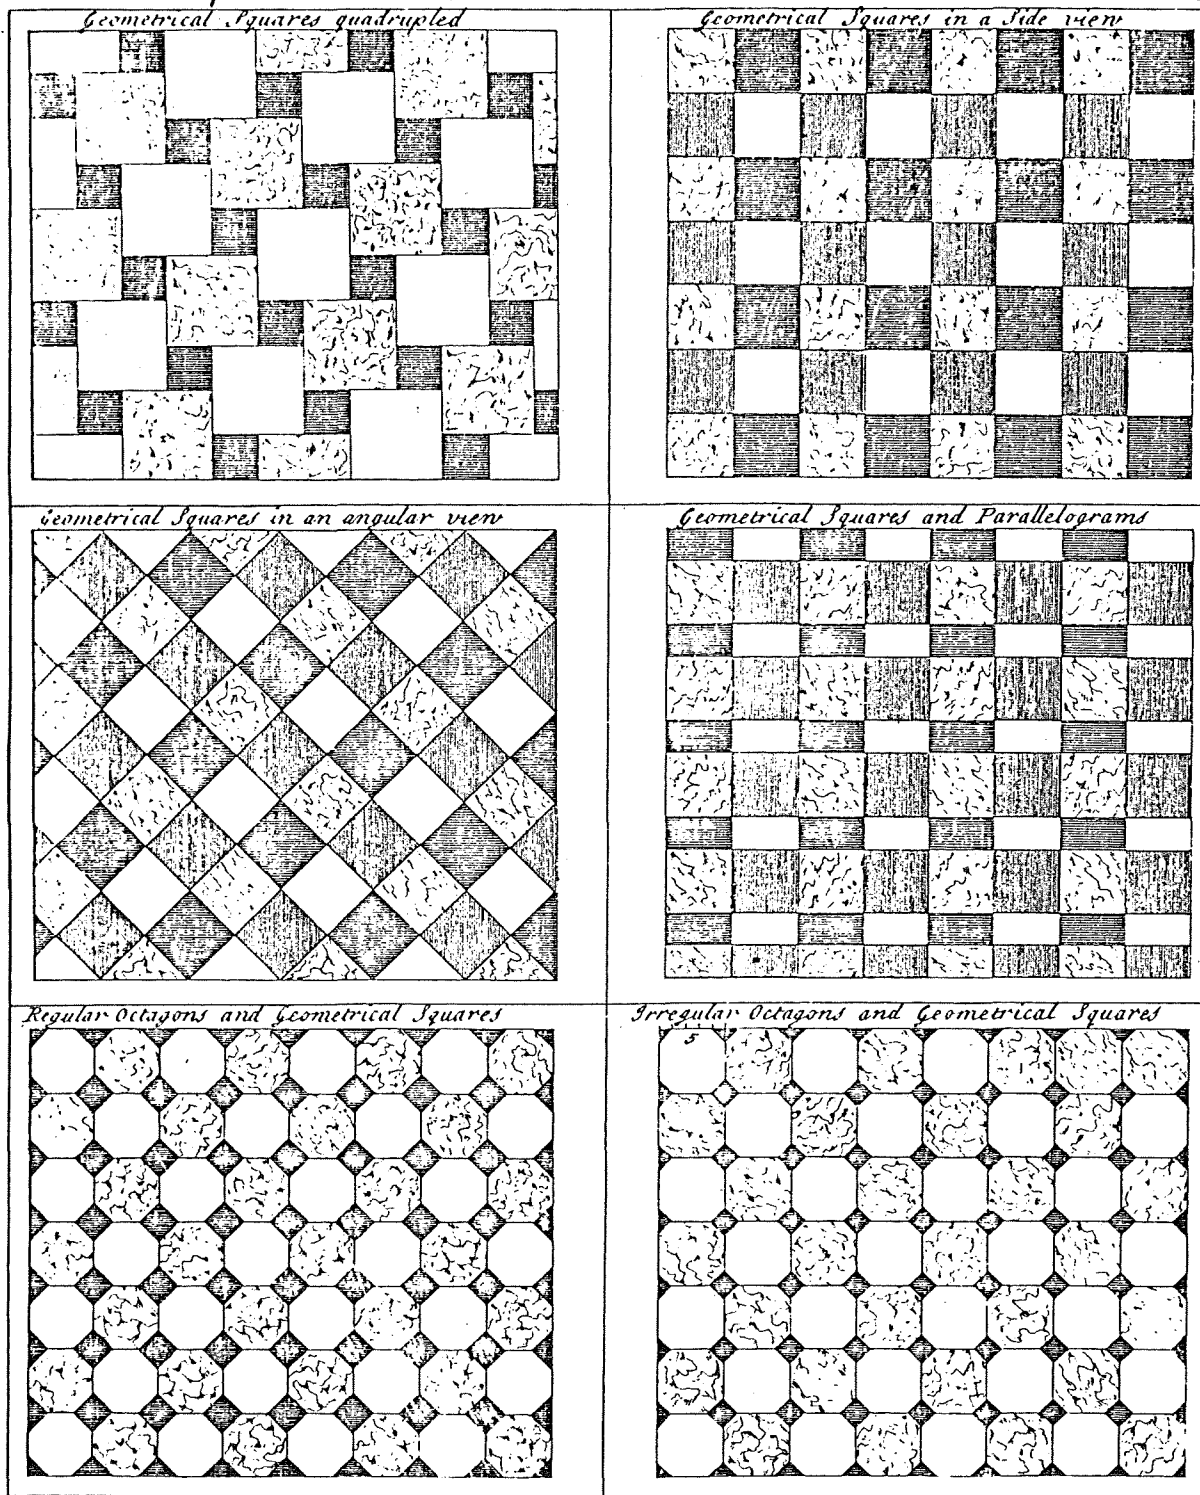 Geometrical Squares quadrupled
Geometrical Squares in a Side view
Geometrical Squares in an angular view
Geometrical Squares and Parallelograms
Regular Octagons and Geometrical Squares
Irregular Octagons and Geometrical Squares
5